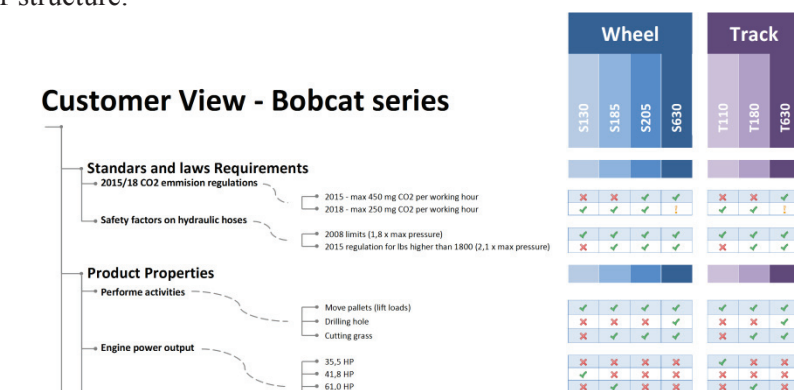 r structure.
Wheel Track
Customer View - Bobcat series
S130 S185 S205 S630 T110 T180 T630
Standars and laws Requirements
2015/18 CO2 emmision regulations
2015 - max 450 mg CO2 per working hour
2018 - max 250 mg CO2 per working hour
Safety factors on hydraulic hoses
2008 limits (1,8 x max pressure)
2015 regulation for lbs higher than 1800 (2,1 x max pressure)
Product Properties
Performe activities
Move pallets (lift loads)
Drilling hole
Cutting grass
Engine power output
35,5 HP
41,8 HP
61,0 HP